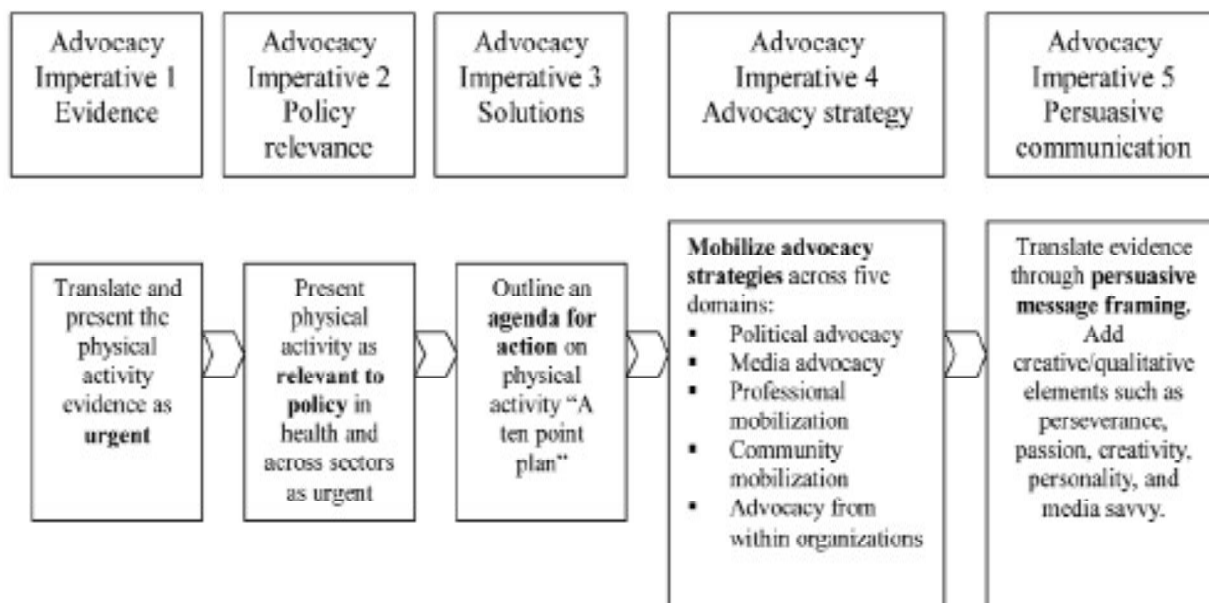 Advocacy
Imperative 1
Evidence
Advocacy
Imperative 2
Policy
relevance
Advocacy
Imperative 3
Solutions
Advocacy
Imperative 4
Advocacy strategy
Advocacy
Imperative 5
Persuasive
communication
Translate and
present the
physical
activity
evidence as
urgent
Present
physical
activity as
relevant to
policy in
health and
across sectors
as urgent
Outline an
agenda for
action on
physical
activity “A
ten point
plan”
Mobilize advocacy
strategies across five
domains:
▪ Political advocacy
▪ Media advocacy
▪ Professional
mobilization
▪ Community
mobilization
▪ Advocacy from
within organizations
Translate evidence
through persuasive
message framing.
Add
creative/qualitative
elements such as
perseverance,
passion, creativity,
personality, and
media savvy.